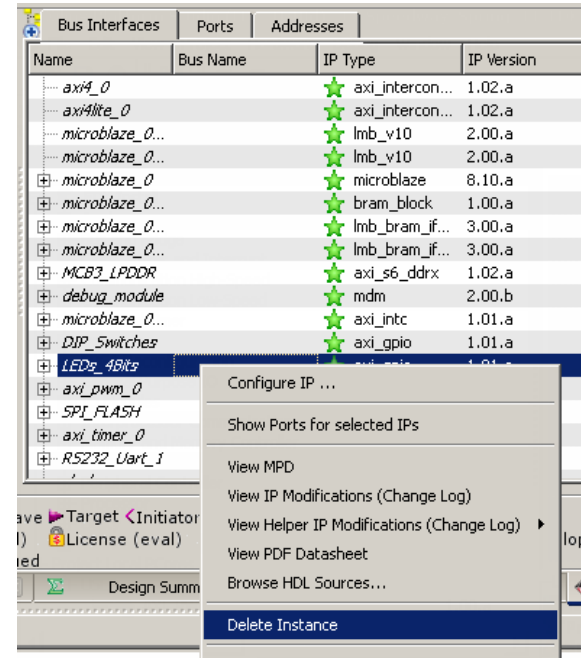 Bus Interfaces Ports Addresses
Name Bus Name IP Type IP Version
axi4_0 axi_intercon... 1.02.a
axi4lite_0 axi_intercon... 1.02.a
microblaze_0... lmb_v10 2.00.a
microblaze_0... lmb_v10 2.00.a
microblaze_0 microblaze 8.10.a
microblaze_0... bram_block 1.00.a
microblaze_0... lmb_bram_if... 3.00.a
microblaze_0... lmb_bram_if... 3.00.a
MCB3_LPDDR axi_s6_ddrx 1.02.a
debug_module mdm 2.00.b
microblaze_0... axi_intc 1.01.a
DIP_Switches axi_gpio 1.01.a
LEDs_4Bits
axi_pwm_0
SPI_FLASH
axi_timer_0
RS232_Uart_1
Configure IP ...
Show Ports for selected IPs
View MPD
View IP Modifications (Change Log)
View Helper IP Modifications (Change Log)
View PDF Datasheet
Browse HDL Sources...
Delete Instance
ave Target Initiator
l) License (eval) lop
ued
Design Summ